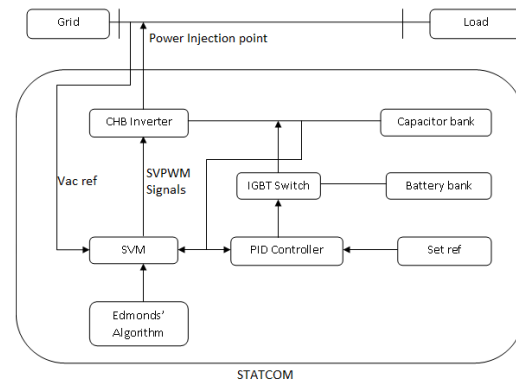 Grid
Load
Power Injection point
CHB Inverter
Capacitor bank
Vac ref
SVPWM
Signals
IGBT Switch
Battery bank
SVM
PID Controller
Set ref
Edmonds'
Algorithm
STATCOM